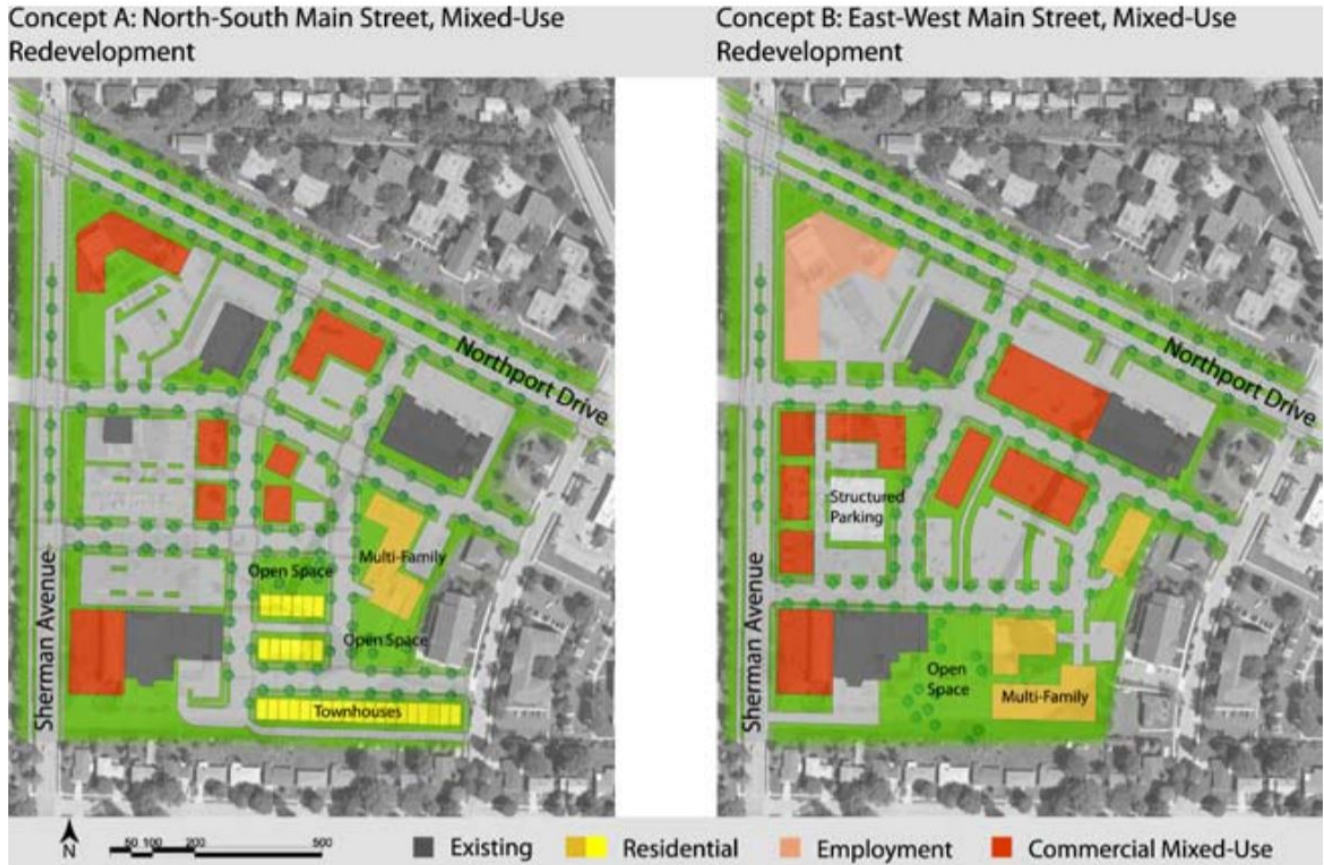 Concept A: North-South Main Street, Mixed-Use
Redevelopment
Concept B: East-West Main Street, Mixed-Use
Redevelopment
Northport Drive
Sherman Avenue
Open Space
Multi-Family
Open Space
Townhouses
Northport Drive
Sherman Avenue
Structured
Parking
Open
Space
Multi-Family
N
50 100 200 500
Existing
Residential
Employment
Commercial Mixed-Use